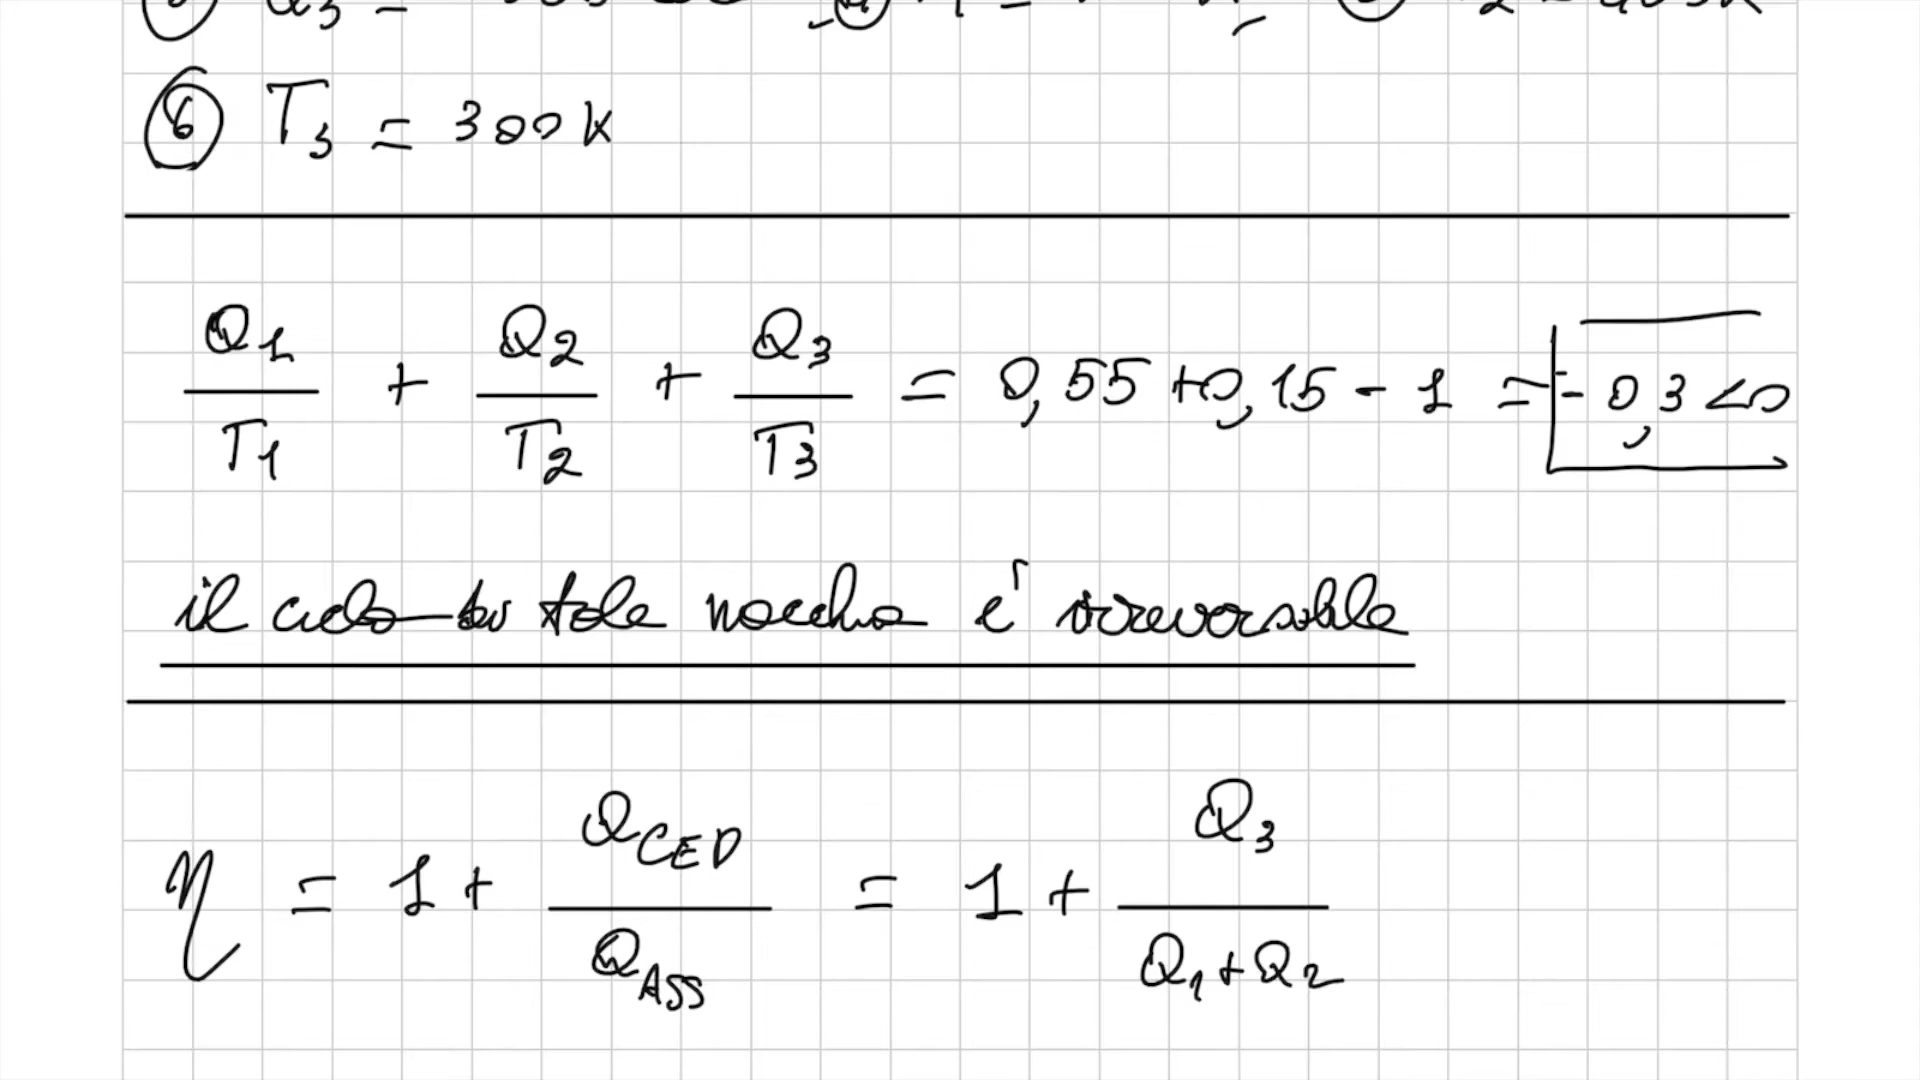 ⑥ T₃ = 300 K
Q₁/T₁ + Q₂/T₂ + Q₃/T₃ = 0,55 + 0,15 - 1 = - 0,3 < 0
il ciclo tale macchina è irreversibile
η = 1 + Q_CED/Q_ASS = 1 + Q₃/(Q₁ + Q₂)